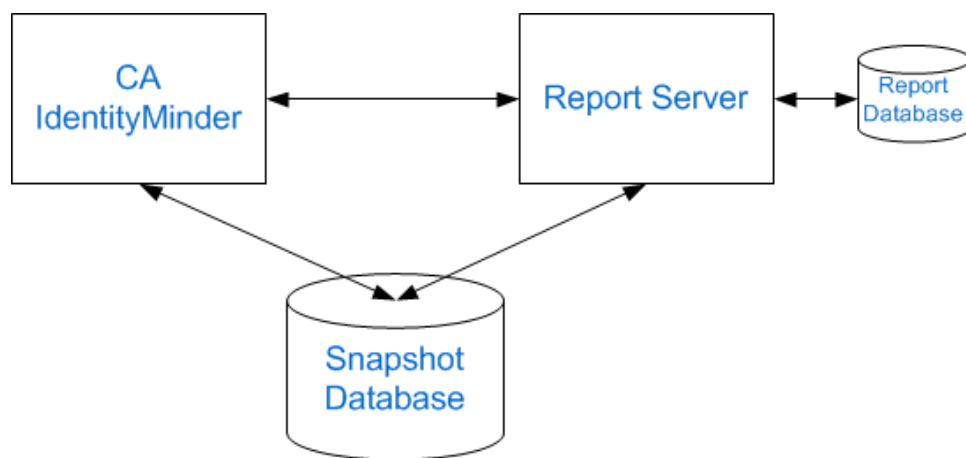 CA
IdentityMinder
Report Server
Report
Database
Snapshot
Database